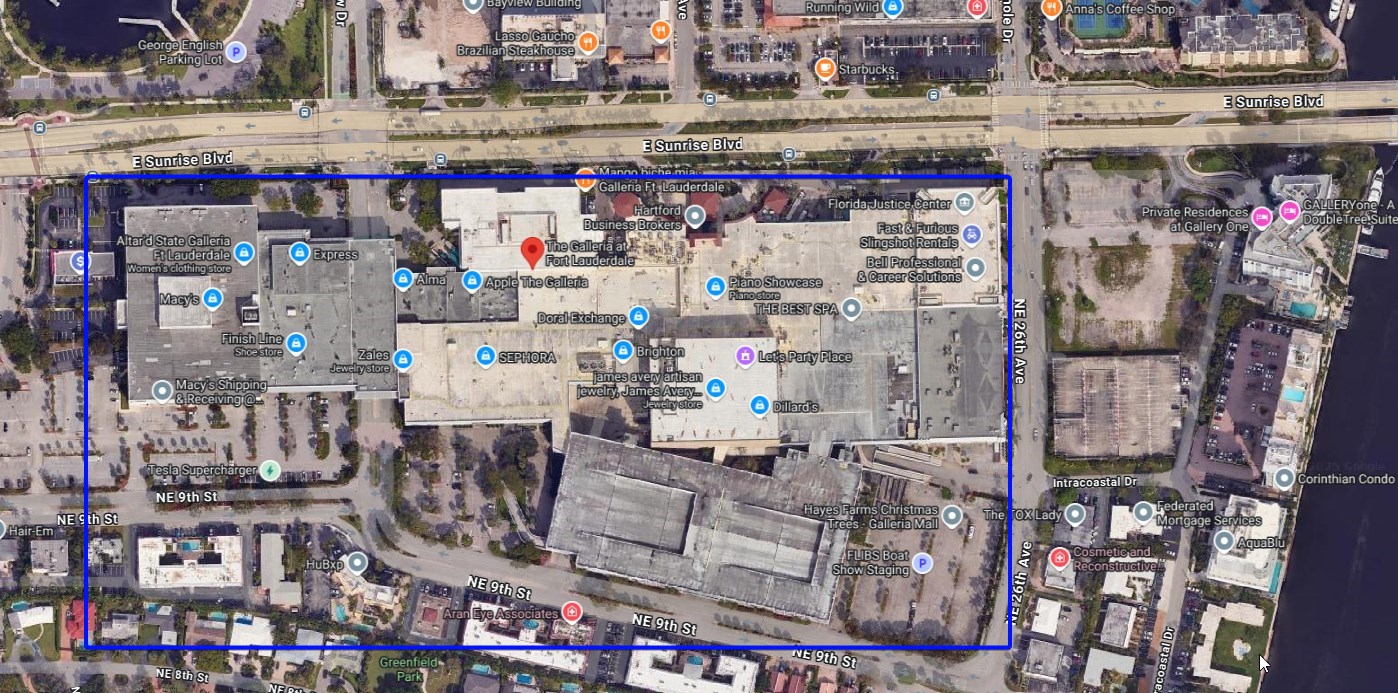 Bayview Building
Running Wild
Anna's Coffee Shop
George English
Parking Lot
Lasso Gaucho
Brazilian Steakhouse
Starbucks
E Sunrise Blvd
E Sunrise Blvd
E Sunrise Blvd
Mango biche mia
Galleria Ft. Lauderdale
Hartford
Business Brokers
Florida Justice Center
Private Residences
at Gallery One
GALLERYone - A
DoubleTree Suite
Altar'd State Galleria
Ft Lauderdale
Women's clothing store
Express
The Galleria at
Fort Lauderdale
Fast & Furious
Slingshot Rentals
Bell Professional
& Career Solutions
Alma
Apple The Galleria
Piano Showcase
Piano store
Macy's
THE BEST SPA
Doral Exchange
Finish Line
Shoe store
Zales
Jewelry store
SEPHORA
Brighton
Let's Party Place
NE 26th Ave
Macy's Shipping
& Receiving @...
james avery artisan
jewelry, James Avery...
Jewelry store
Dillard's
Tesla Supercharger
Intracoastal Dr
Corinthian Condo
NE 9th St
NE 9th St
Hair-Em
Hayes Farms Christmas
Trees - Galleria Mall
The FOX Lady
Federated
Mortgage Services
AquaBlu
HuBxp
FLIBS Boat
Show Staging
Cosmetic and
Reconstructive...
NE 26th Ave
NE 9th St
Aran Eye Associates
NE 9th St
NE 9th St
Greenfield
Park
NE 8th St